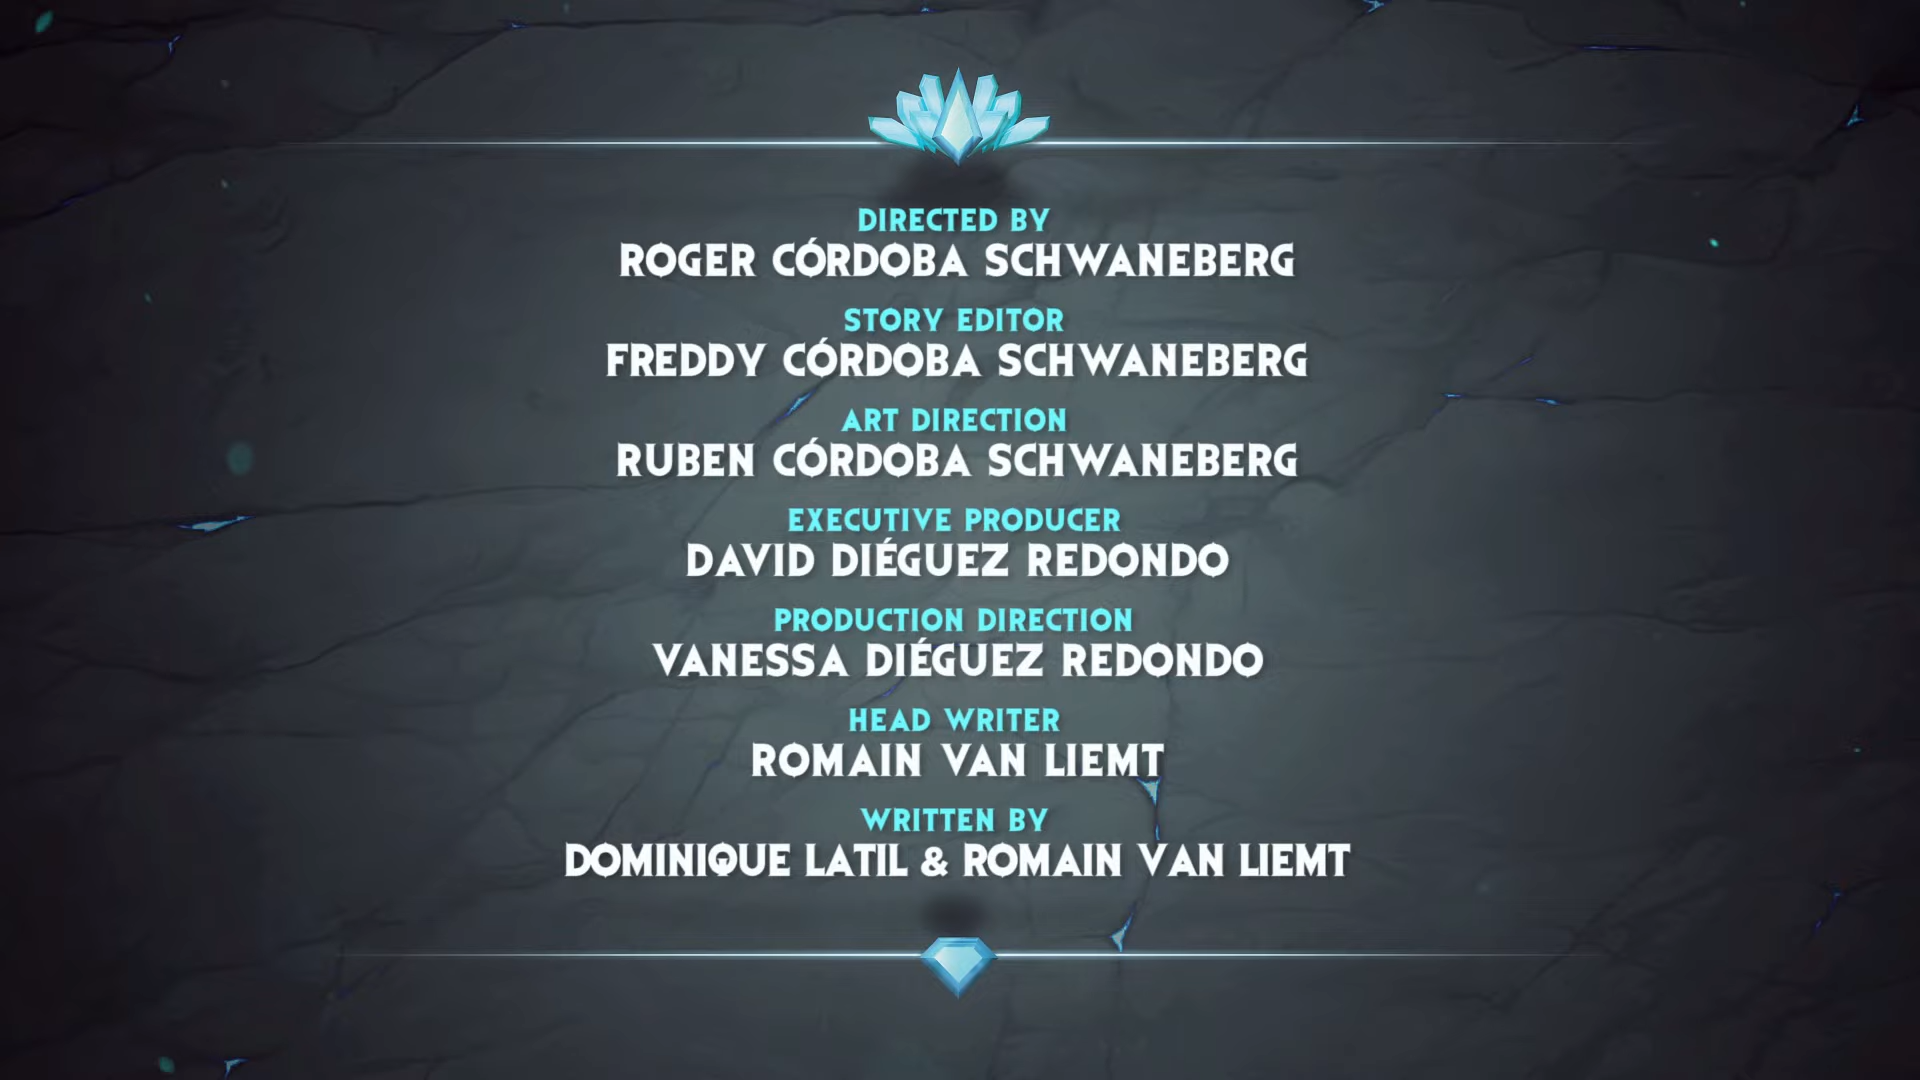 DIRECTED BY
ROGER CÓRDOBA SCHWANEBERG
STORY EDITOR
FREDDY CÓRDOBA SCHWANEBERG
ART DIRECTION
RUBEN CÓRDOBA SCHWANEBERG
EXECUTIVE PRODUCER
DAVID DIÉGUEZ REDONDO
PRODUCTION DIRECTION
VANESSA DIÉGUEZ REDONDO
HEAD WRITER
ROMAIN VAN LIEMT
WRITTEN BY
DOMINIQUE LATIL & ROMAIN VAN LIEMT